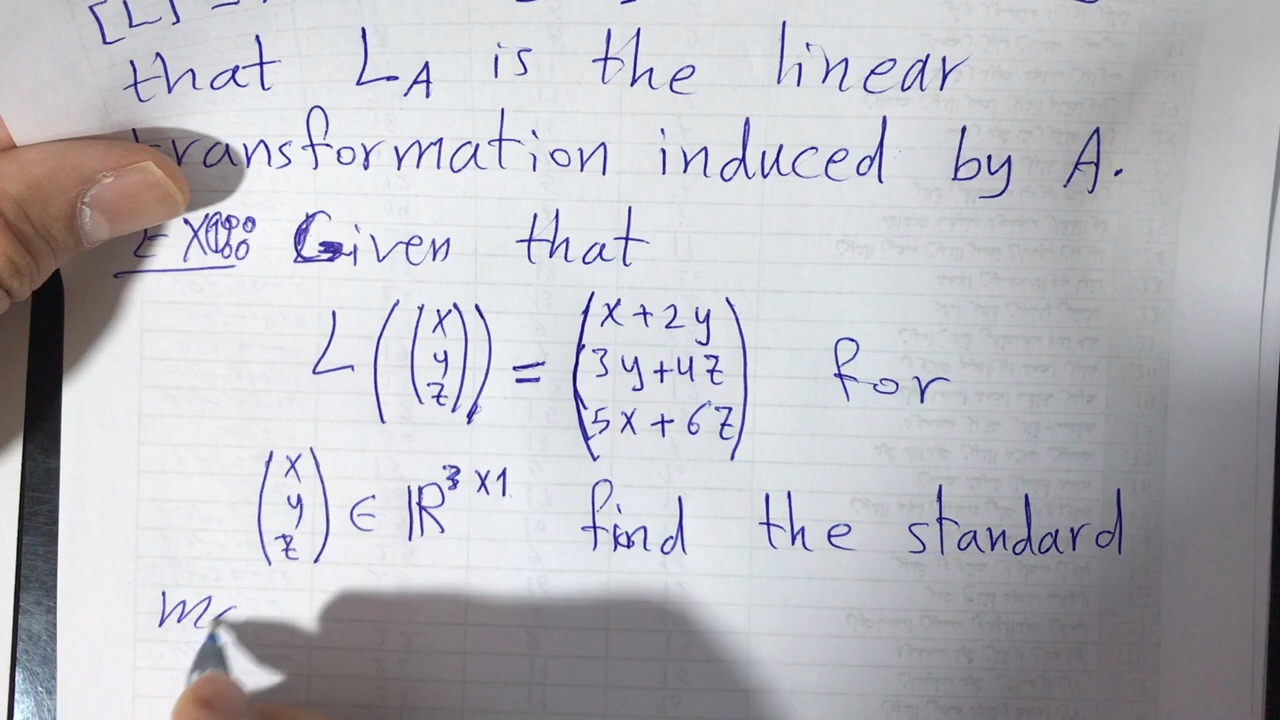 [L]
that L_A is the linear
transformation induced by A.
Ex: Given that
L((x y z)) = (x+2y 3y+4z 5x+6z) for
(x y z) ∈ ℝ^{3×1} find the standard
m